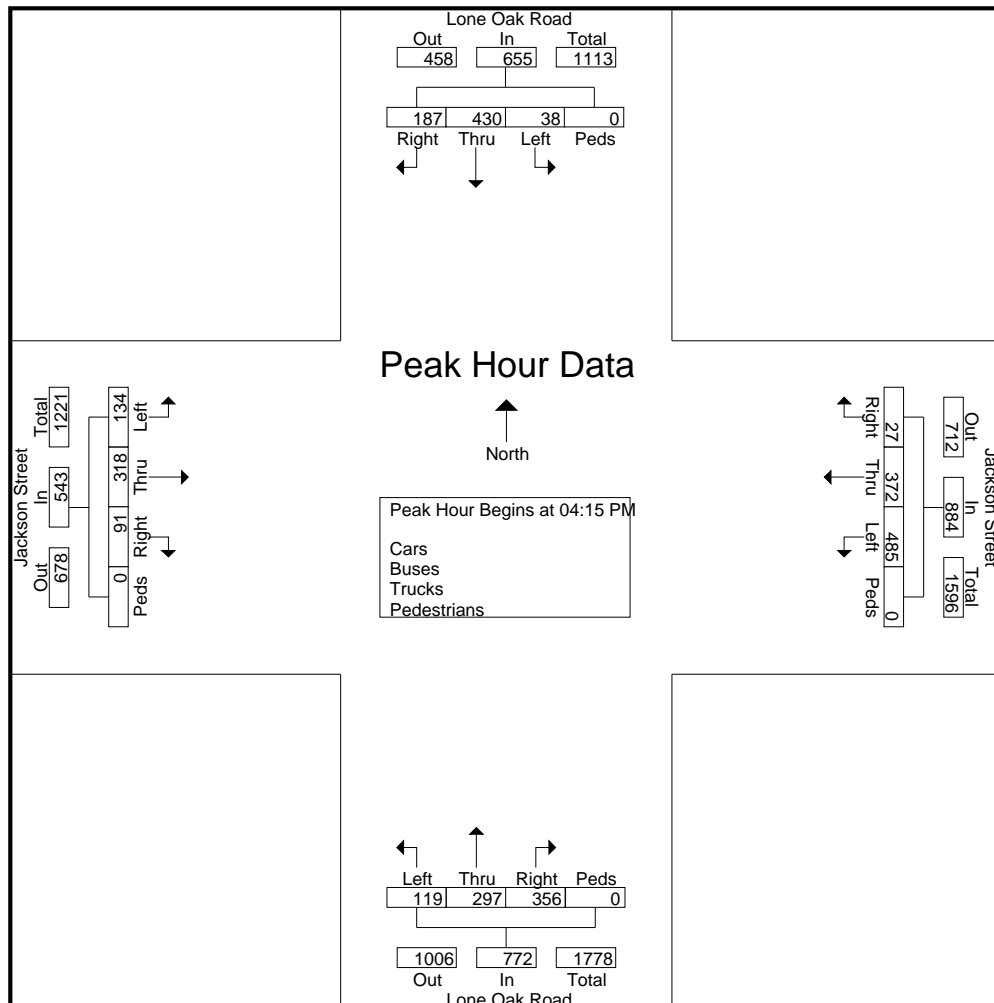 Lone Oak Road
Out In Total
458 655 1113
187 430 38 0
Right Thru Left Peds
Peak Hour Data
North
Peak Hour Begins at 04:15 PM
Cars
Buses
Trucks
Pedestrians
Jackson Street
Total In Out
1221 543 678
134 318 91 0
Left Thru Right Peds
Jackson Street
Out In Total
712 884 1596
27 372 485 0
Right Thru Left Peds
Left Thru Right Peds
119 297 356 0
1006 772 1778
Out In Total
Lone Oak Road